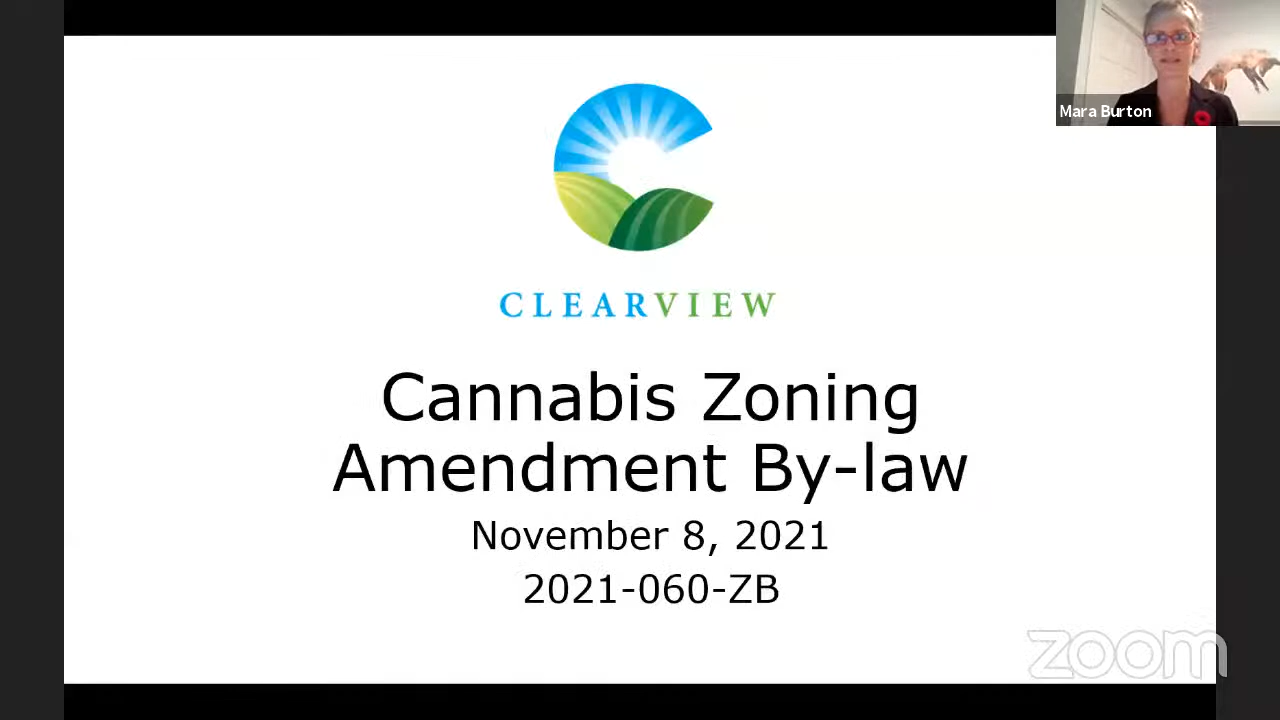 Mara Burton
CLEARVIEW
Cannabis Zoning
Amendment By-law
November 8, 2021
2021-060-ZB
zoom